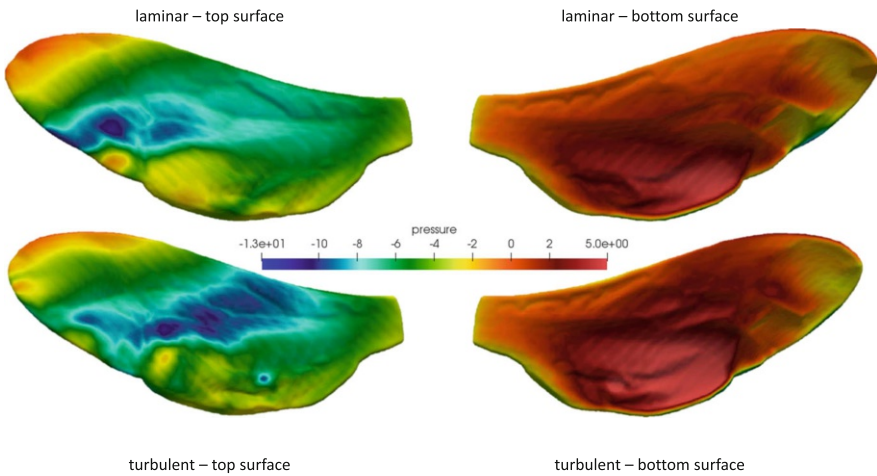 laminar – top surface
laminar – bottom surface
pressure
-1.3e+01 -10 -8 -6 -4 -2 0 2 5.0e+00
turbulent – top surface
turbulent – bottom surface